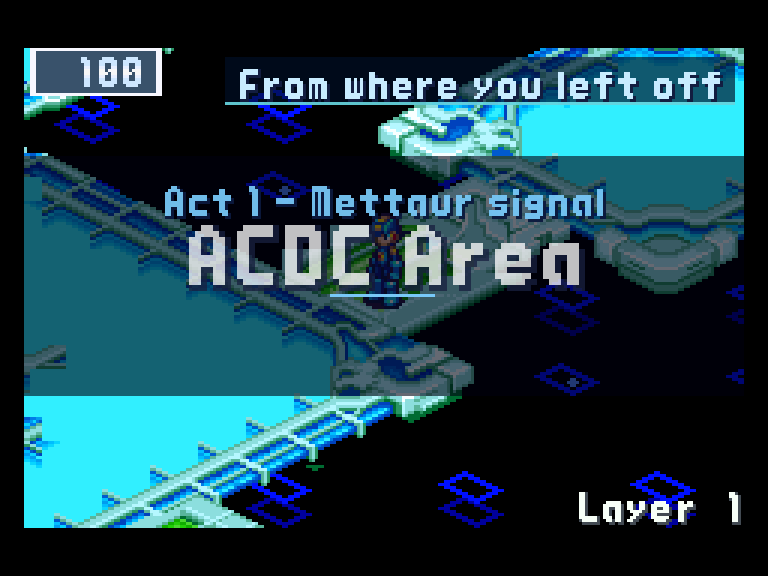 100
From where you left off
Act 1 - Mettaur signal
ACDC Area
Layer 1